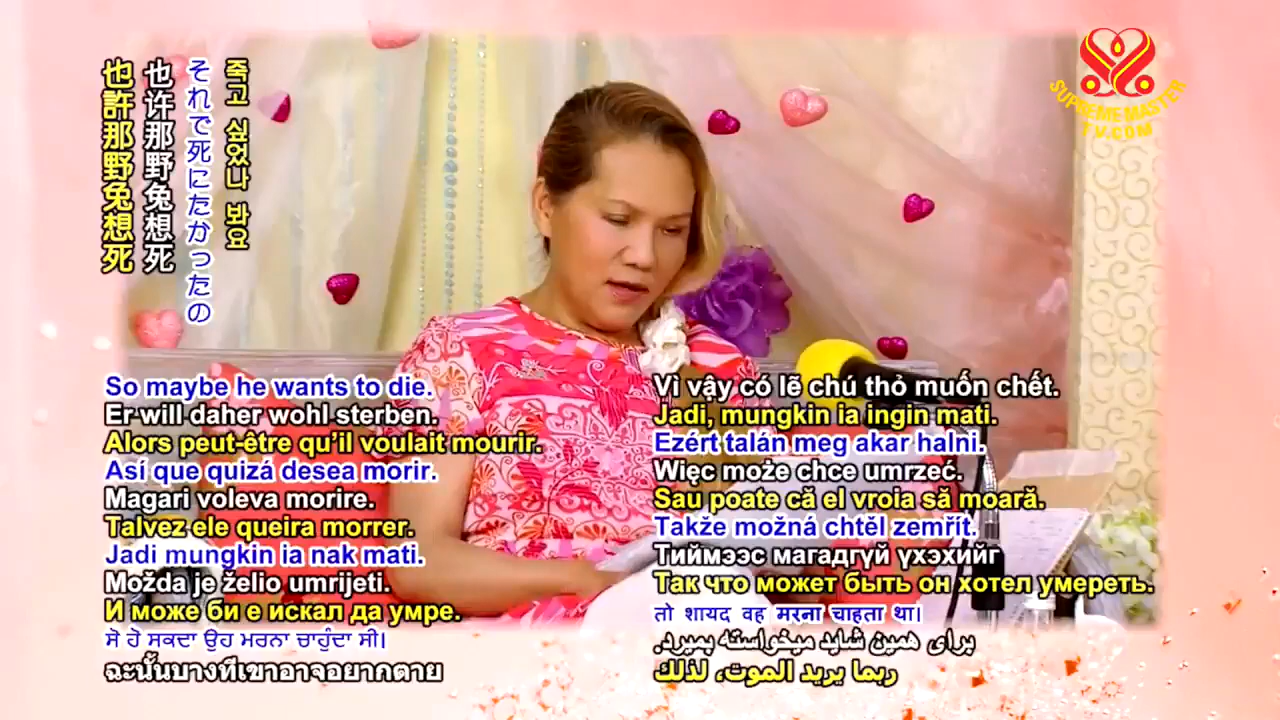 죽고 싶었나 봐요
それで死にたかったの
也许那野兔想死
也許那野兔想死
SUPREME MASTER
TV.COM
So maybe he wants to die.
Er will daher wohl sterben.
Alors peut-être qu’il voulait mourir.
Así que quizá desea morir.
Magari voleva morire.
Talvez ele queira morrer.
Jadi mungkin ia nak mati.
Možda je želio umrijeti.
И може би е искал да умре.
ਸੋ ਹੋ ਸਕਦਾ ਉਹ ਮਰਨਾ ਚਾਹੁੰਦਾ ਸੀ।
ฉะนั้นบางทีเขาอาจอยากตาย
Vì vậy có lẽ chú thỏ muốn chết.
Jadi, mungkin ia ingin mati.
Ezért talán meg akar halni.
Więc może chce umrzeć.
Sau poate că el vroia să moară.
Takže možná chtěl zemřít.
Тиймээс магадгүй үхэхийг
Так что может быть он хотел умереть.
तो शायद वह मरना चाहता था।
برای همین شاید میخواسته بمیرد.
ربما يريد الموت، لذلك